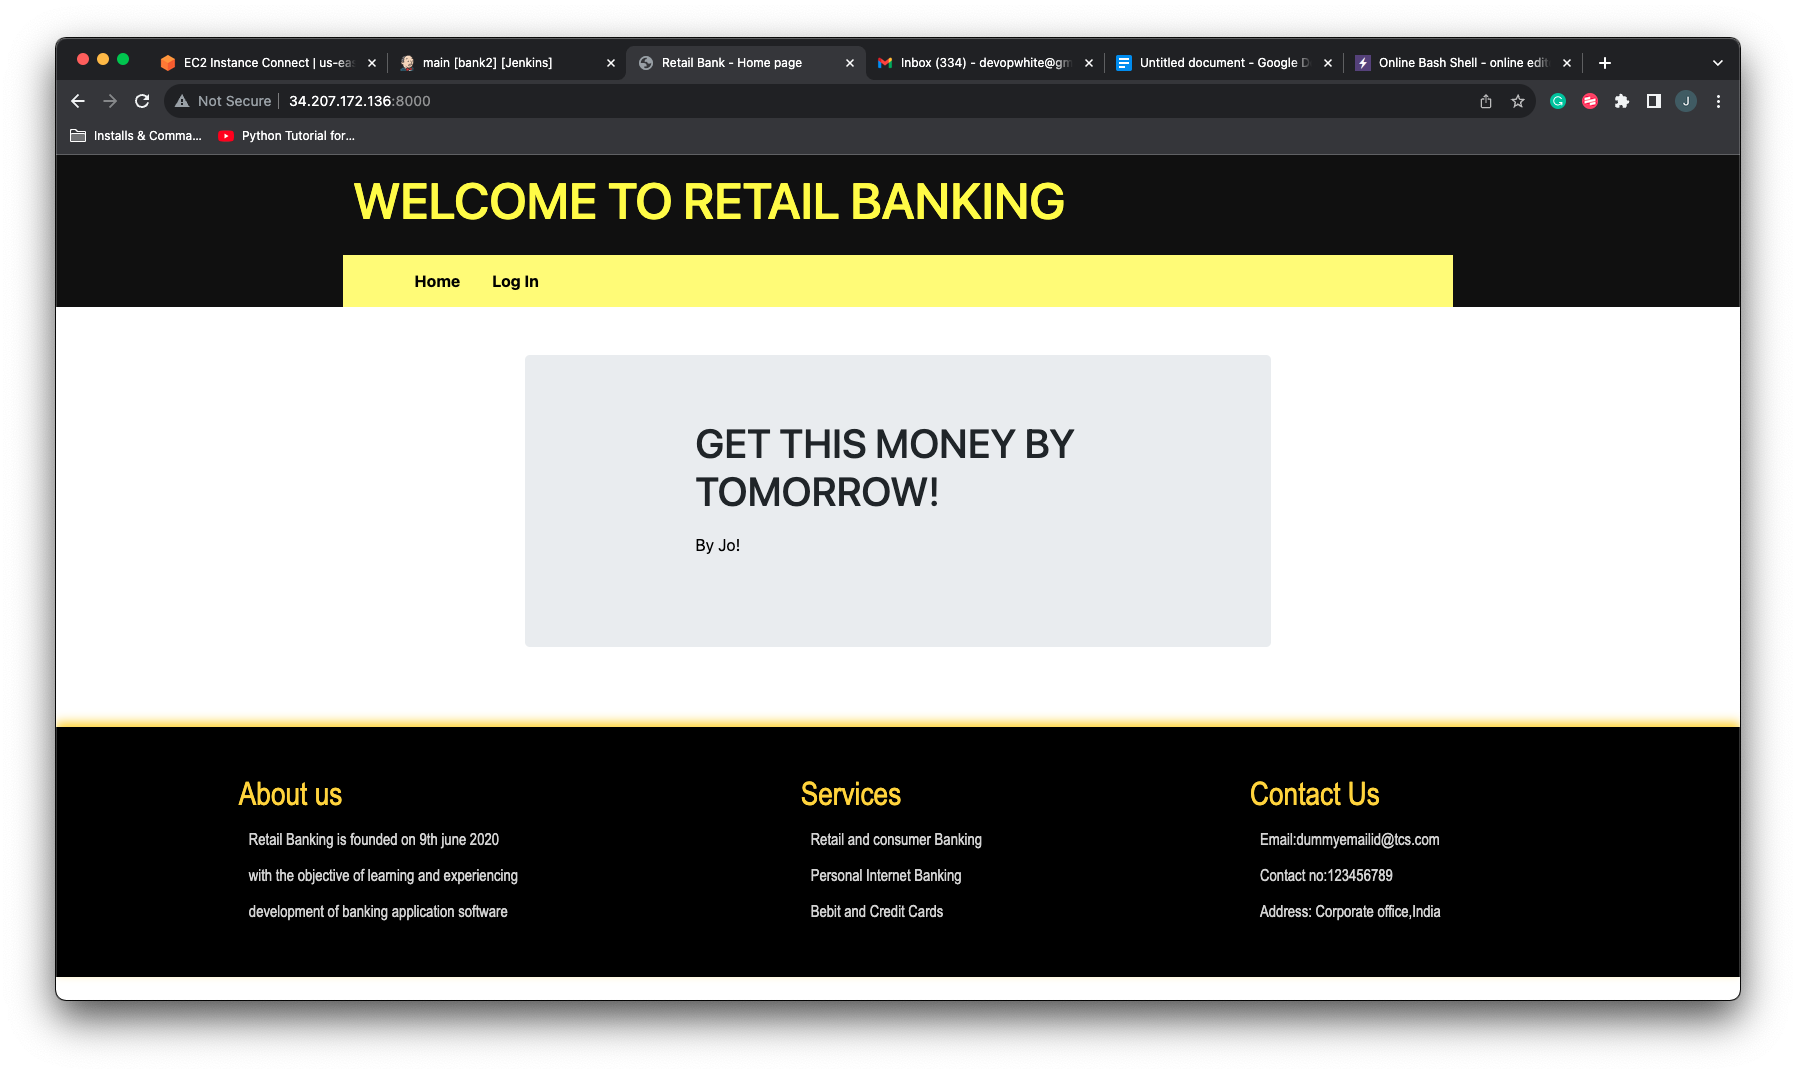 EC2 Instance Connect | us-eas
main [bank2] [Jenkins]
Retail Bank - Home page
Inbox (334) - devopwhite@gm
Untitled document - Google D
Online Bash Shell - online edit
Not Secure
34.207.172.136:8000
J
Installs & Comma...
Python Tutorial for...
WELCOME TO RETAIL BANKING
Home
Log In
GET THIS MONEY BY
TOMORROW!
By Jo!
About us
Retail Banking is founded on 9th june 2020
with the objective of learning and experiencing
development of banking application software
Services
Retail and consumer Banking
Personal Internet Banking
Bebit and Credit Cards
Contact Us
Email:dummyemailid@tcs.com
Contact no:123456789
Address: Corporate office,India